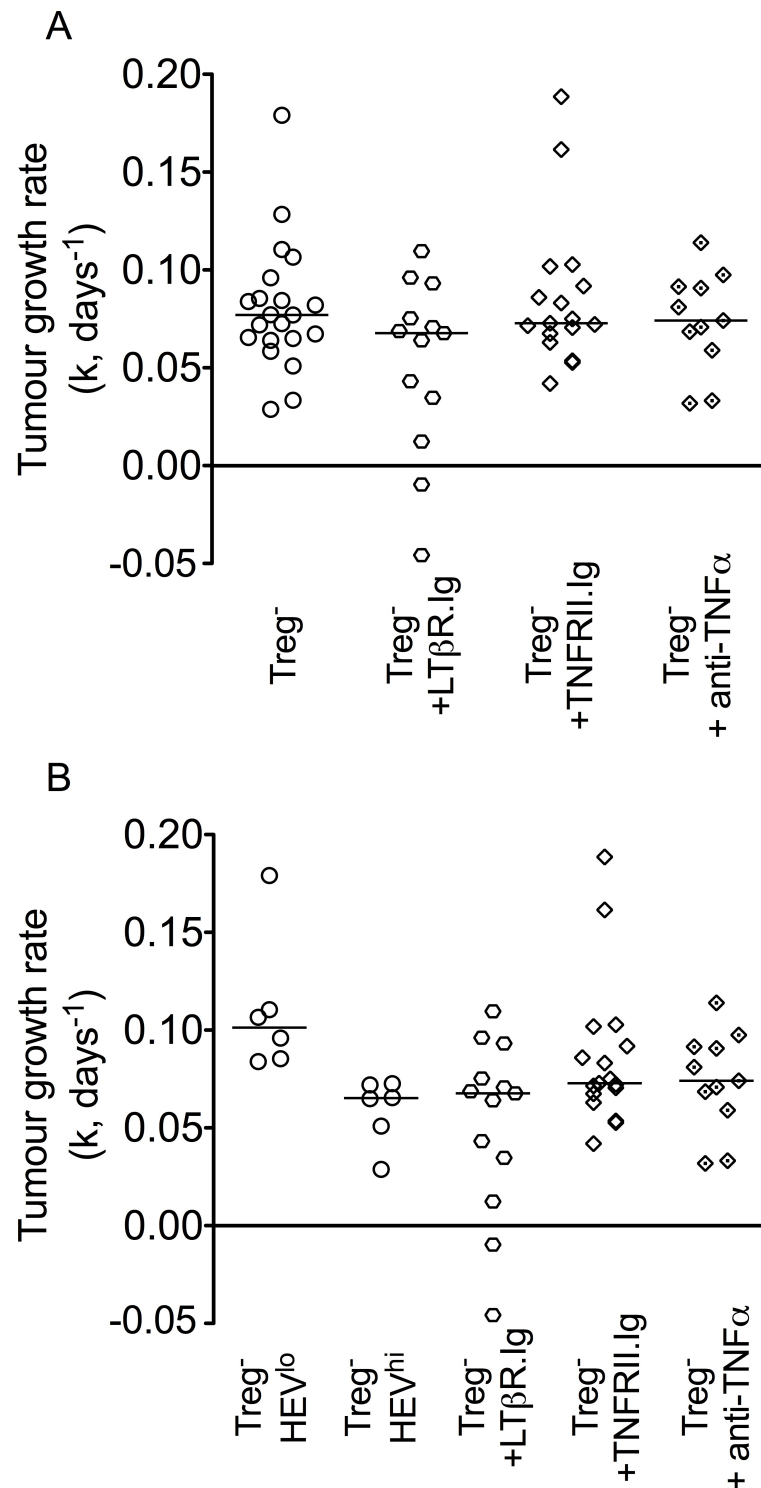 A
Tumour growth rate
(k, days⁻¹)
0.20
0.15
0.10
0.05
0.00
-0.05
Treg⁻
Treg⁻
+LTβR.Ig
Treg⁻
+TNFRII.Ig
Treg⁻
+ anti-TNFα
B
Tumour growth rate
(k, days⁻¹)
0.20
0.15
0.10
0.05
0.00
-0.05
Treg⁻
HEVˡᵒ
Treg⁻
HEVʰⁱ
Treg⁻
+LTβR.Ig
Treg⁻
+TNFRII.Ig
Treg⁻
+ anti-TNFα